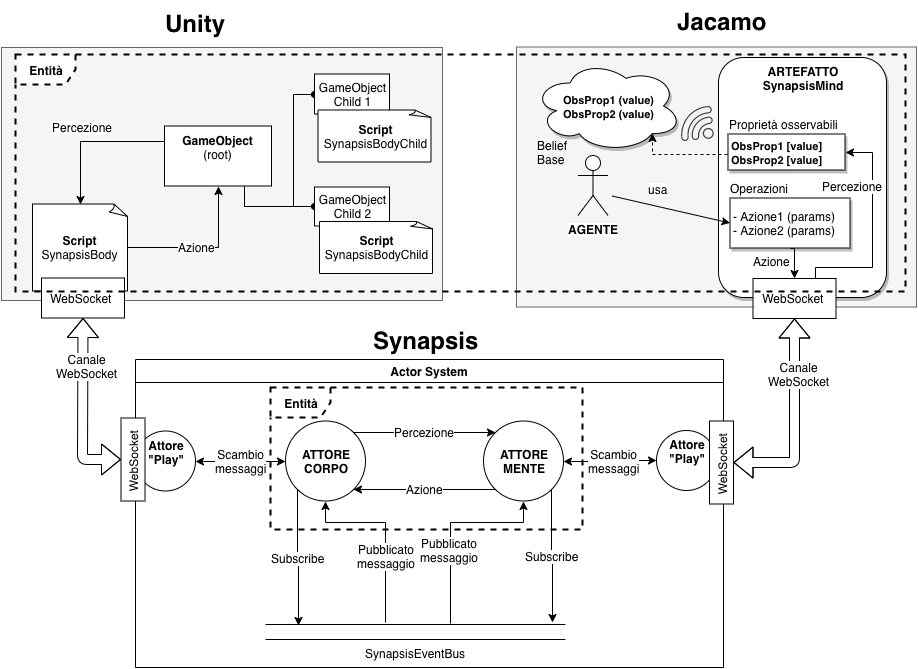 Unity
Jacamo
Entità
GameObject
Child 1
Script
SynapsisBodyChild
Percezione
GameObject
(root)
GameObject
Child 2
Script
SynapsisBodyChild
Script
SynapsisBody
Azione
WebSocket
ARTEFATTO
SynapsisMind
ObsProp1 (value)
ObsProp2 (value)
Belief
Base
Proprietà osservabili
ObsProp1 [value]
ObsProp2 [value]
Percezione
usa
AGENTE
Operazioni
- Azione1 (params)
- Azione2 (params)
Azione
WebSocket
Canale
WebSocket
Canale
WebSocket
Synapsis
Actor System
Entità
WebSocket
Attore
"Play"
Scambio
messaggi
ATTORE
CORPO
Percezione
Azione
ATTORE
MENTE
Scambio
messaggi
Attore
"Play"
WebSocket
Subscribe
Pubblicato
messaggio
Pubblicato
messaggio
Subscribe
SynapsisEventBus